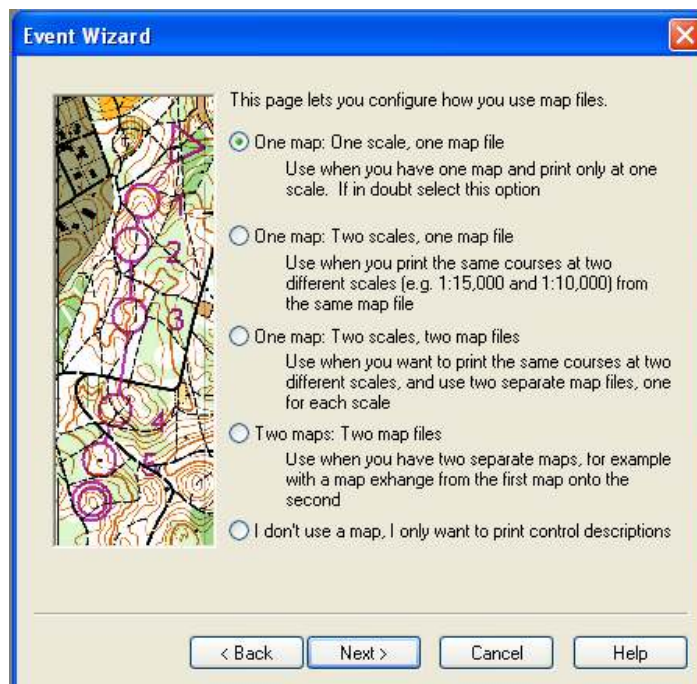 Event Wizard
This page lets you configure how you use map files.
One map: One scale, one map file
Use when you have one map and print only at one
scale. If in doubt select this option
One map: Two scales, one map file
Use when you print the same courses at two
different scales (e.g. 1:15,000 and 1:10,000) from
the same map file
One map: Two scales, two map files
Use when you want to print the same courses at two
different scales, and use two separate map files, one
for each scale
Two maps: Two map files
Use when you have two separate maps, for example
with a map exhange from the first map onto the
second
I don't use a map, I only want to print control descriptions
1
2
3
4
5
< Back
Next >
Cancel
Help